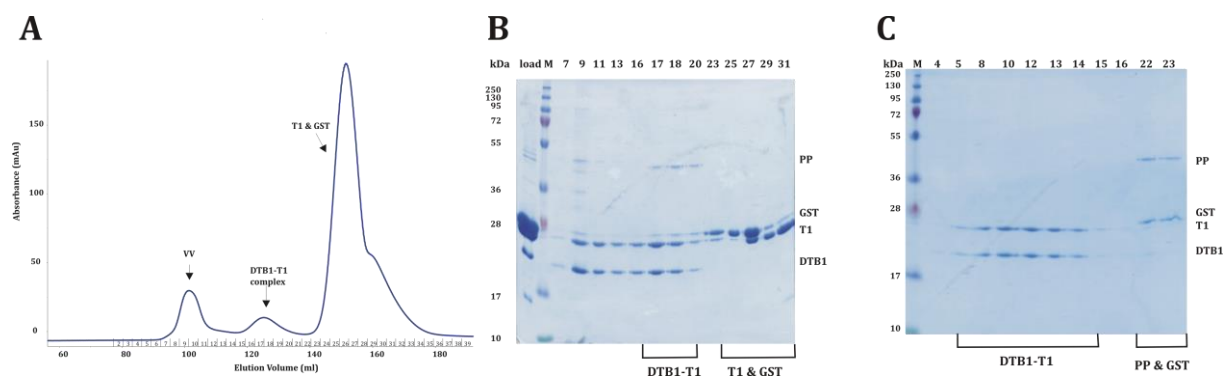 A
Absorbance (mAu)
150
100
50
0
T1 & GST
VV
DTB1-T1
complex
60
80
100
120
140
160
180
Elution Volume (ml)
B
kDa load M 7 9 11 13 16 17 18 20 23 25 27 29 31
250
130
95
72
55
36
28
17
10
PP
GST
T1
DTB1
DTB1-T1
T1 & GST
C
kDa M 4 5 8 10 12 13 14 15 16 22 23
250
130
95
72
55
36
28
17
10
PP
GST
T1
DTB1
DTB1-T1
PP & GST